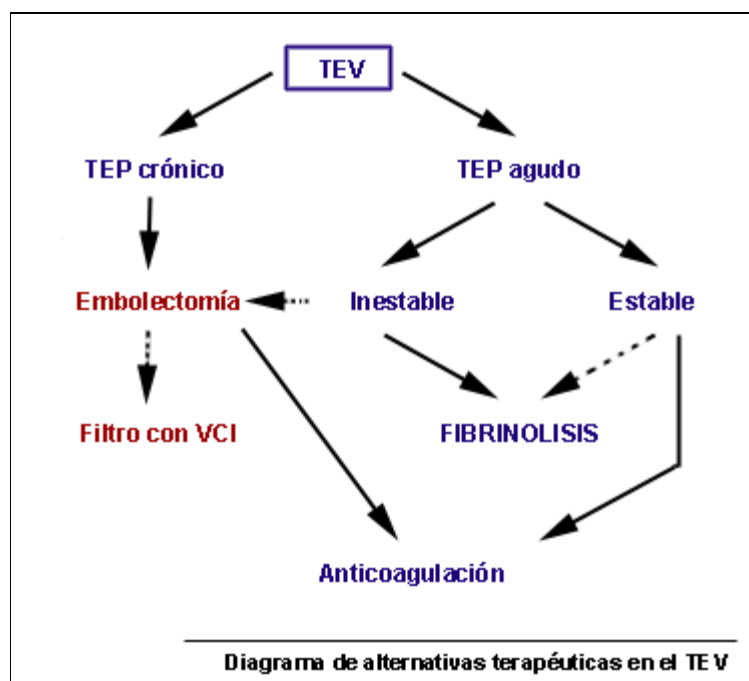 TEV
TEP crónico TEP agudo
Embolectomía Inestable Estable
Filtro con VCI FIBRINOLISIS
Anticoagulación
Diagrama de alternativas terapéuticas en el TEV